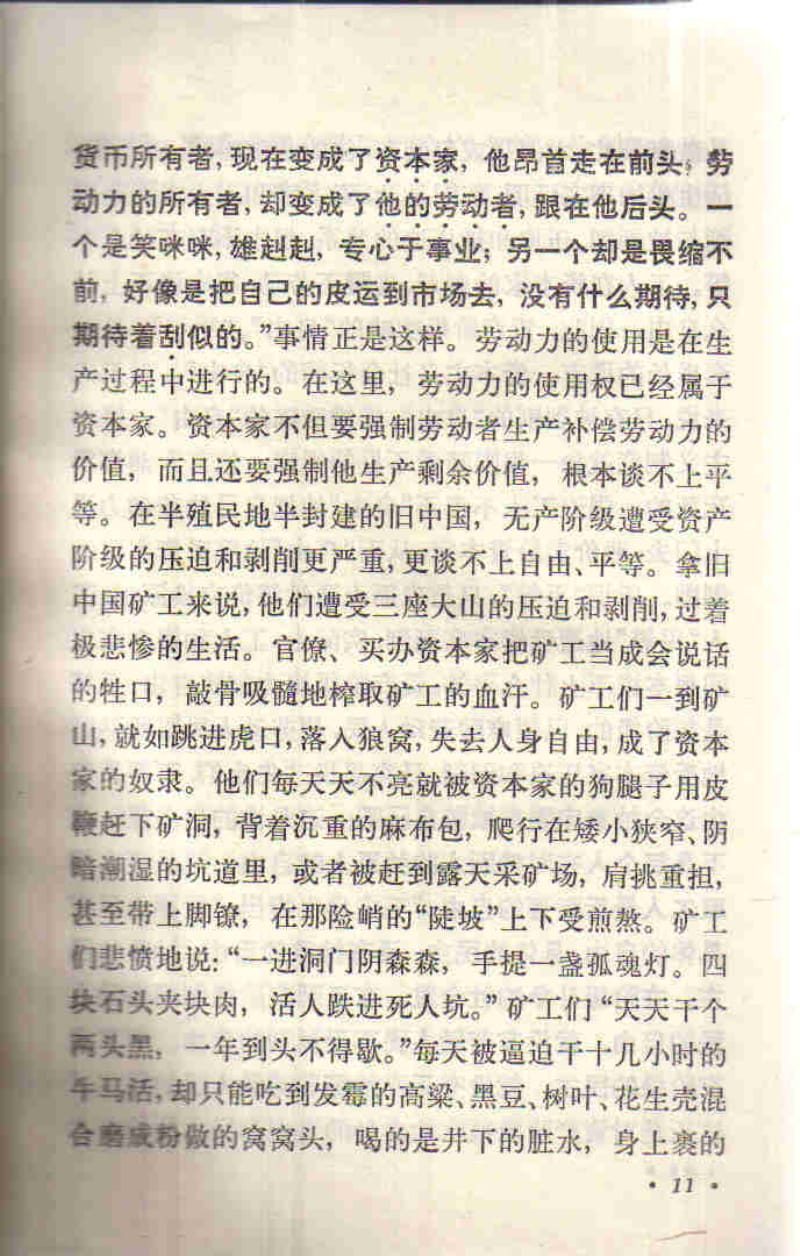 货币所有者,现在变成了资本家,他昂首走在前头;劳
动力的所有者,却变成了他的劳动者,跟在他后头。一
个是笑咪咪,雄赳赳,专心于事业;另一个却是畏缩不
前,好像是把自己的皮运到市场去,没有什么期待,只
期待着刮似的。”事情正是这样。劳动力的使用是在生
产过程中进行的。在这里,劳动力的使用权已经属于
资本家。资本家不但要强制劳动者生产补偿劳动力的
价值,而且还要强制他生产剩余价值,根本谈不上平
等。在半殖民地半封建的旧中国,无产阶级遭受资产
阶级的压迫和剥削更严重,更谈不上自由、平等。拿旧
中国矿工来说,他们遭受三座大山的压迫和剥削,过着
极悲惨的生活。官僚、买办资本家把矿工当成会说话
的牲口,敲骨吸髓地榨取矿工的血汗。矿工们一到矿
山,就如跳进虎口,落入狼窝,失去人身自由,成了资本
家的奴隶。他们每天天不亮就被资本家的狗腿子用皮
鞭赶下矿洞,背着沉重的麻布包,爬行在矮小狭窄、阴
暗潮湿的坑道里,或者被赶到露天采矿场,肩挑重担,
甚至带上脚镣,在那险峭的“陡坡”上下受煎熬。矿工
们悲愤地说:“一进洞门阴森森,手提一盏孤魂灯。四
块石头夹块肉,活人跌进死人坑。”矿工们“天天干个
两头黑,一年到头不得歇。”每天被逼迫干十几小时的
牛马活,却只能吃到发霉的高粱、黑豆、树叶、花生壳混
合磨成粉做的窝窝头,喝的是井下的脏水,身上裹的
• 11 •